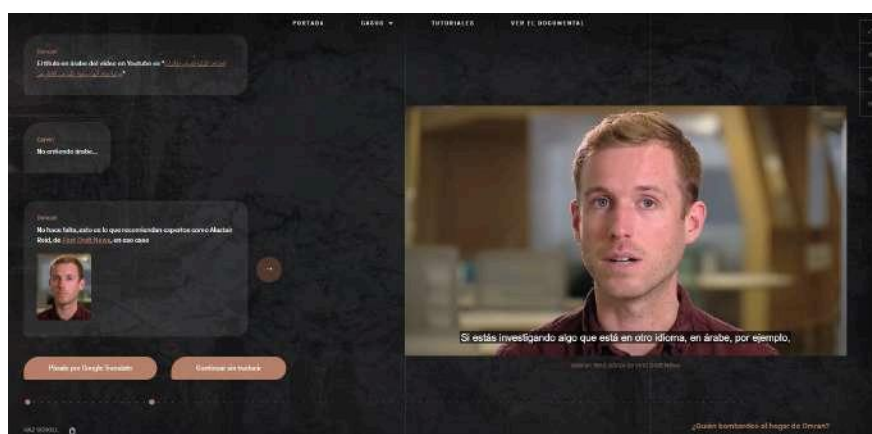 PORTADA CASOS TUTORIALES VER EL DOCUMENTAL
El título en árabe del vídeo en Youtube es "
No entiendo árabe...
No hace falta, esto es lo que recomiendan expertos como Alastair
Reid, de First Draft News, en ese caso
Pásalo por Google Translate Continuar sin traducir
Si estás investigando algo que está en otro idioma, en árabe, por ejemplo,
HAZ SCROLL
¿Quién bombardeó el hogar de Omran?